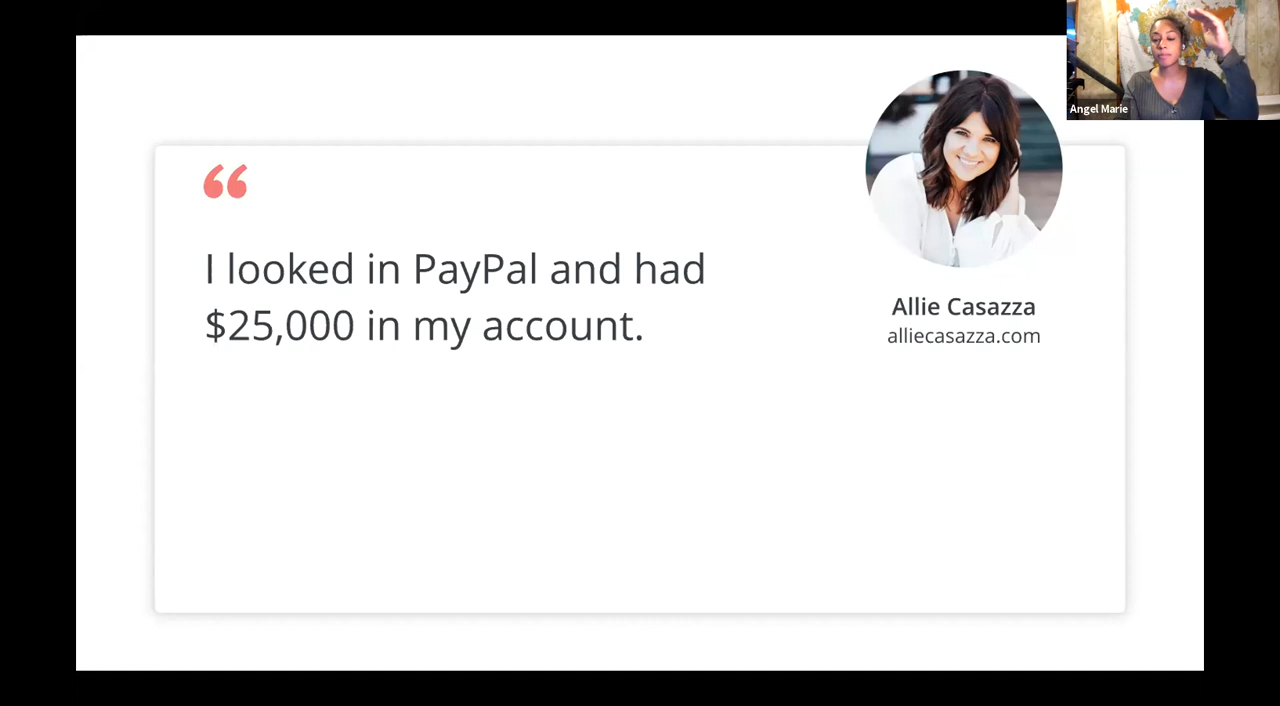 Angel Marie
“
I looked in PayPal and had
$25,000 in my account.
Allie Casazza
alliecasazza.com